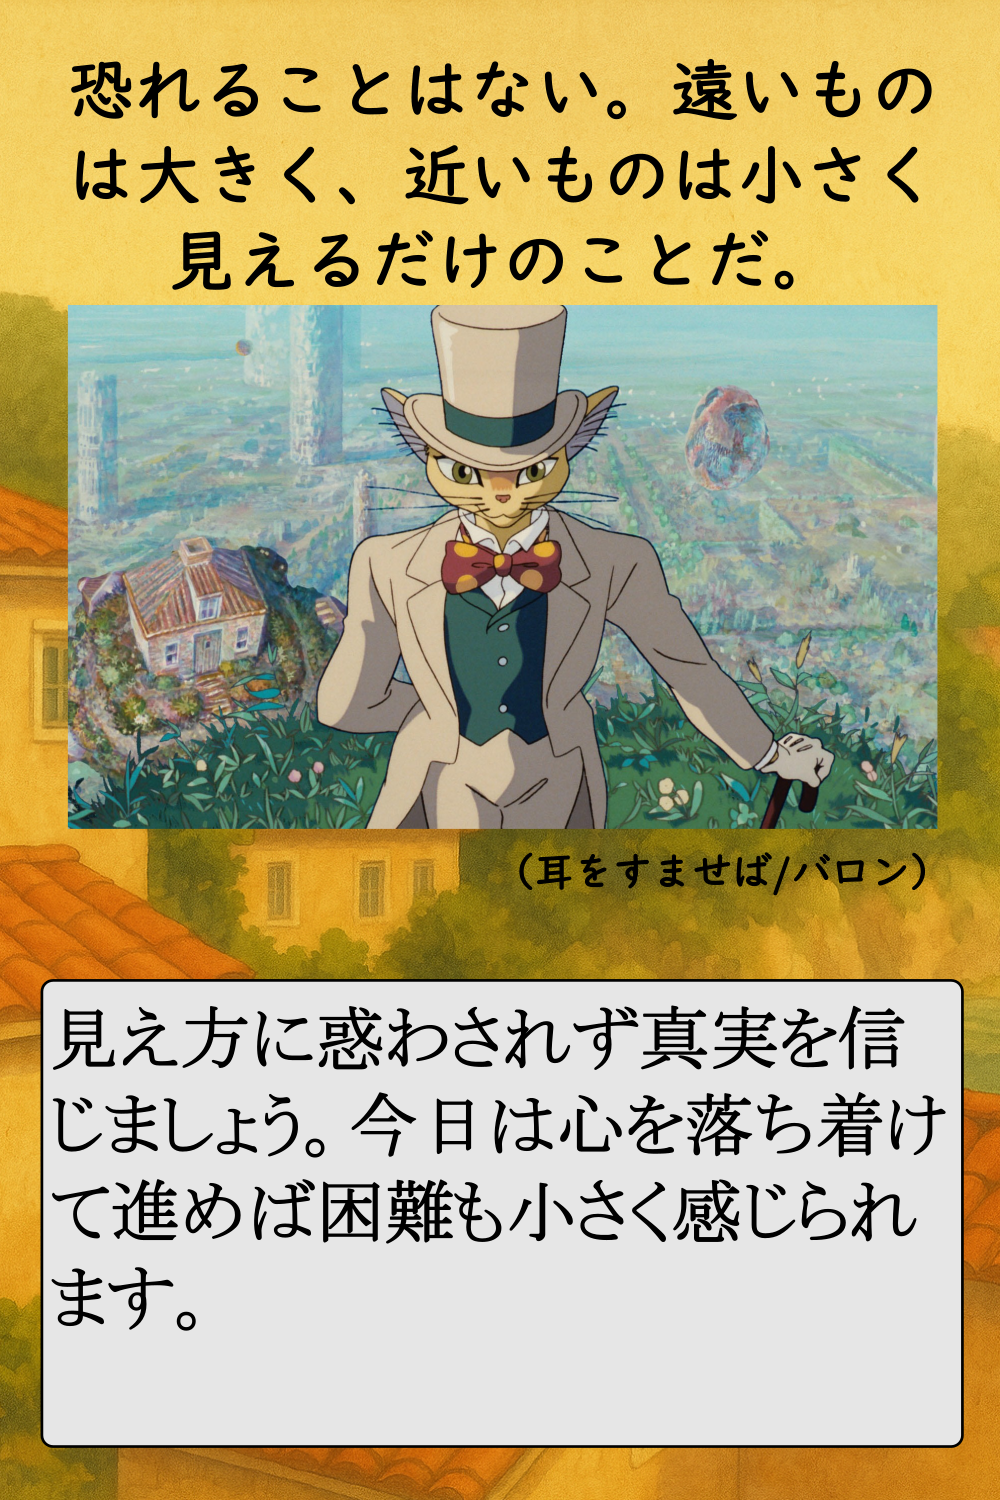 恐れることはない。遠いもの
は大きく、近いものは小さく
見えるだけのことだ。
（耳をすませば/バロン）
見え方に惑わされず真実を信
じましょう。今日は心を落ち着け
て進めば困難も小さく感じられ
ます。